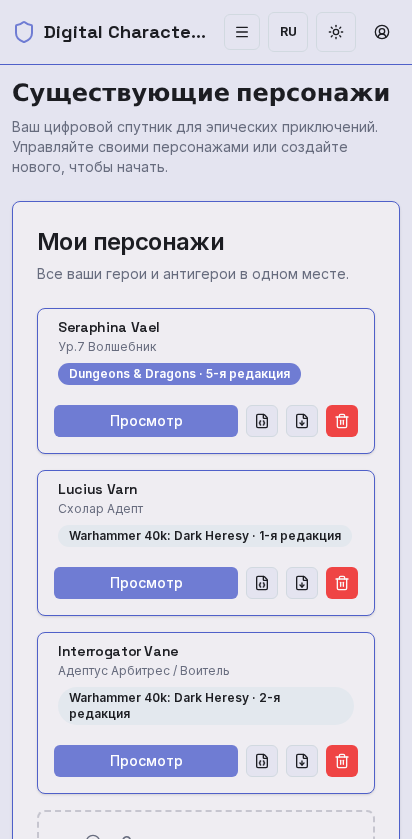 Digital Characte...
RU
Существующие персонажи
Ваш цифровой спутник для эпических приключений.
Управляйте своими персонажами или создайте
нового, чтобы начать.
Мои персонажи
Все ваши герои и антигерои в одном месте.
Seraphina Vael
Ур.7 Волшебник
Dungeons & Dragons · 5-я редакция
Просмотр
Lucius Varn
Схолар Адепт
Warhammer 40k: Dark Heresy · 1-я редакция
Просмотр
Interrogator Vane
Адептус Арбитрес / Воитель
Warhammer 40k: Dark Heresy · 2-я
редакция
Просмотр